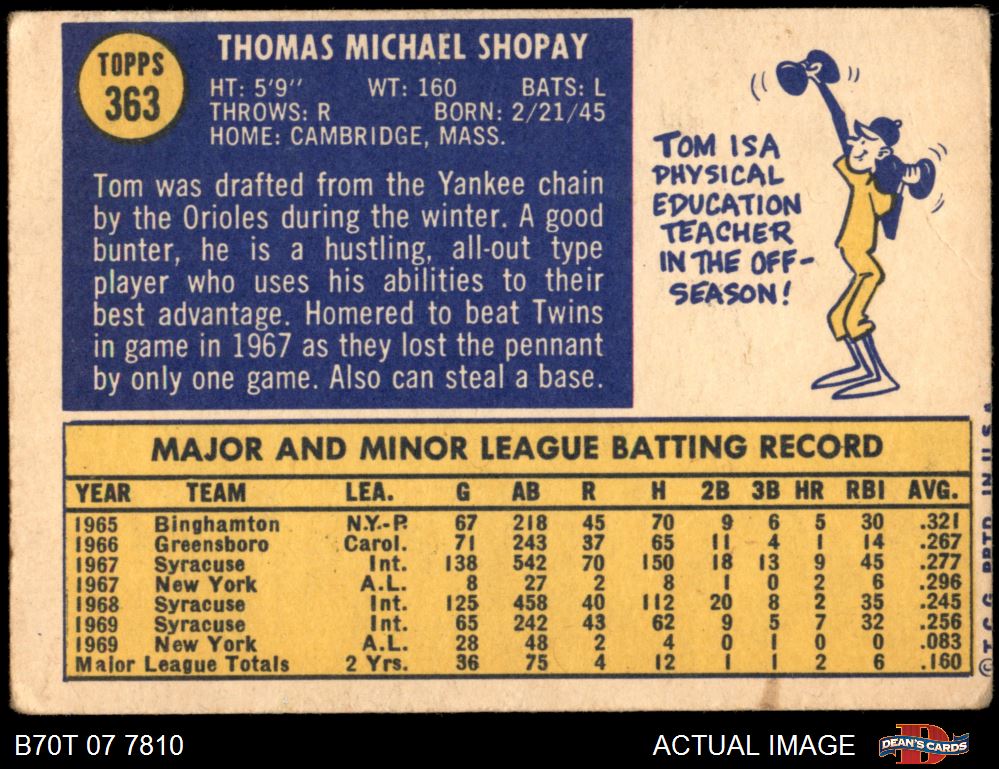 TOPPS
363
THOMAS MICHAEL SHOPAY
HT: 5'9" WT: 160 BATS: L
THROWS: R BORN: 2/21/45
HOME: CAMBRIDGE, MASS.
Tom was drafted from the Yankee chain
by the Orioles during the winter. A good
bunter, he is a hustling, all-out type
player who uses his abilities to their
best advantage. Homered to beat Twins
in game in 1967 as they lost the pennant
by only one game. Also can steal a base.
TOM IS A
PHYSICAL
EDUCATION
TEACHER
IN THE OFF-
SEASON!
MAJOR AND MINOR LEAGUE BATTING RECORD
YEAR TEAM LEA. G AB R H 2B 3B HR RBI AVG.
1965 Binghamton N.Y.-P. 67 218 45 70 9 6 5 30 .321
1966 Greensboro Carol. 71 243 37 65 11 4 1 14 .267
1967 Syracuse Int. 138 542 70 150 18 13 9 45 .277
1967 New York A.L. 8 27 2 8 1 0 2 6 .296
1968 Syracuse Int. 125 458 40 112 20 8 2 35 .245
1969 Syracuse Int. 65 242 43 62 9 5 7 32 .256
1969 New York A.L. 28 48 2 4 0 1 0 0 .083
Major League Totals 2 Yrs. 36 75 4 12 1 1 2 6 .160
© T.C.G. PRTD. IN U.S.A.
B70T 07 7810
ACTUAL IMAGE
D
DEAN'S CARDS